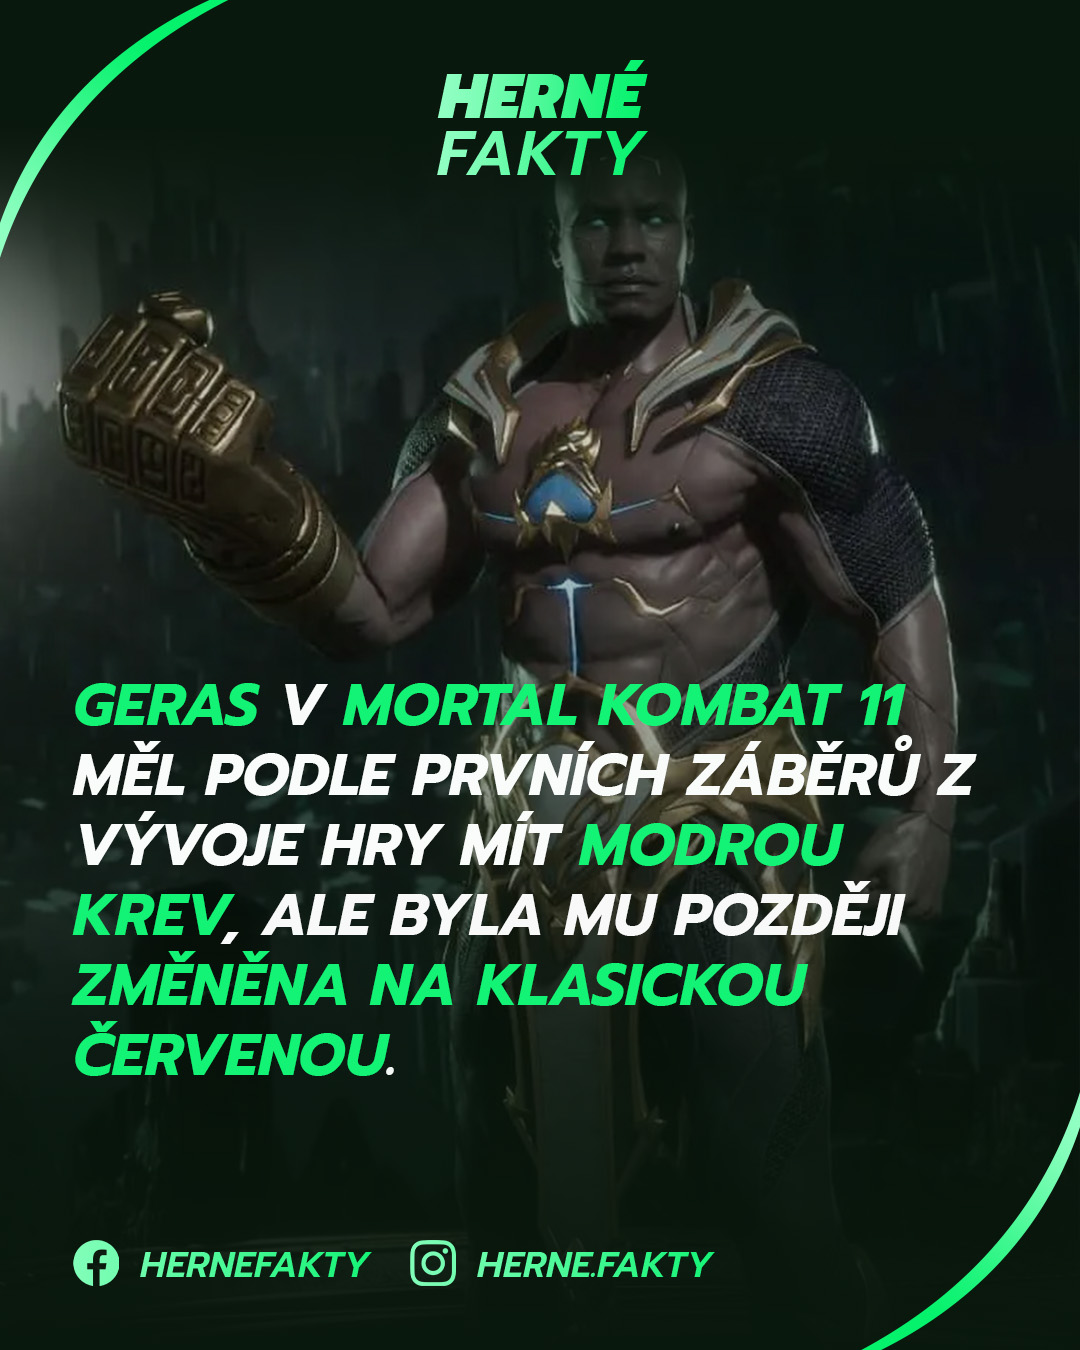 HERNÉ
FAKTY
GERAS V MORTAL KOMBAT 11
MĚL PODLE PRVNÍCH ZÁBĚRŮ Z
VÝVOJE HRY MÍT MODROU
KREV, ALE BYLA MU POZDĚJI
ZMĚNĚNA NA KLASICKOU
ČERVENOU.
HERNEFAKTY HERNE.FAKTY